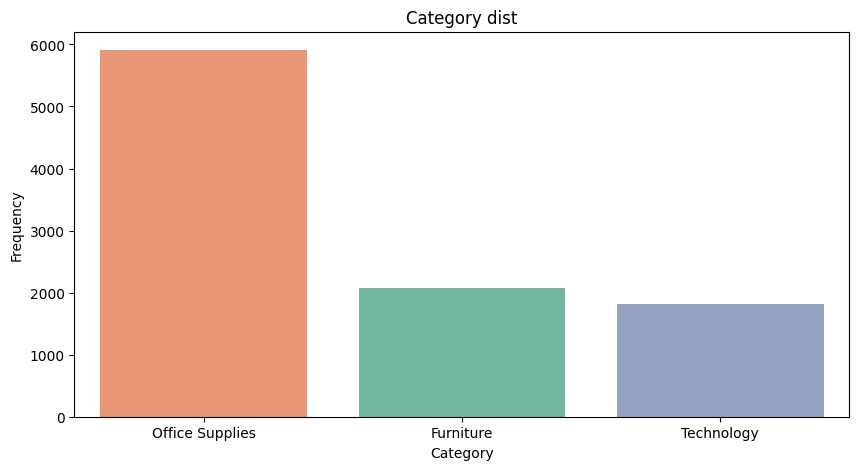 Category dist
Frequency
6000
5000
4000
3000
2000
1000
0
Office Supplies
Furniture
Technology
Category